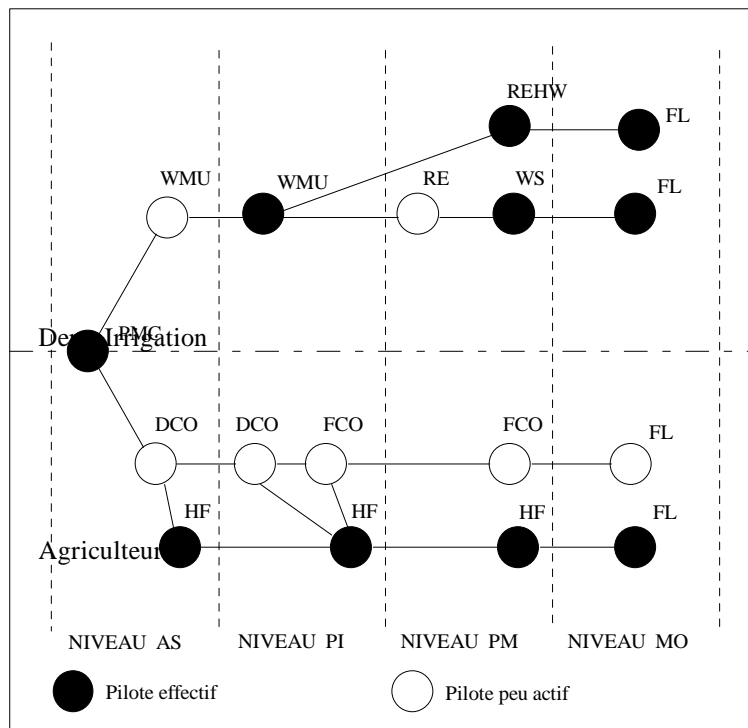 REHW
FL
WMU
WMU
RE
WS
FL
PMC
Irrigation
DCO
DCO
FCO
FCO
FL
HF
HF
HF
FL
Agriculteur
NIVEAU AS
NIVEAU PI
NIVEAU PM
NIVEAU MO
Pilote effectif
Pilote peu actif